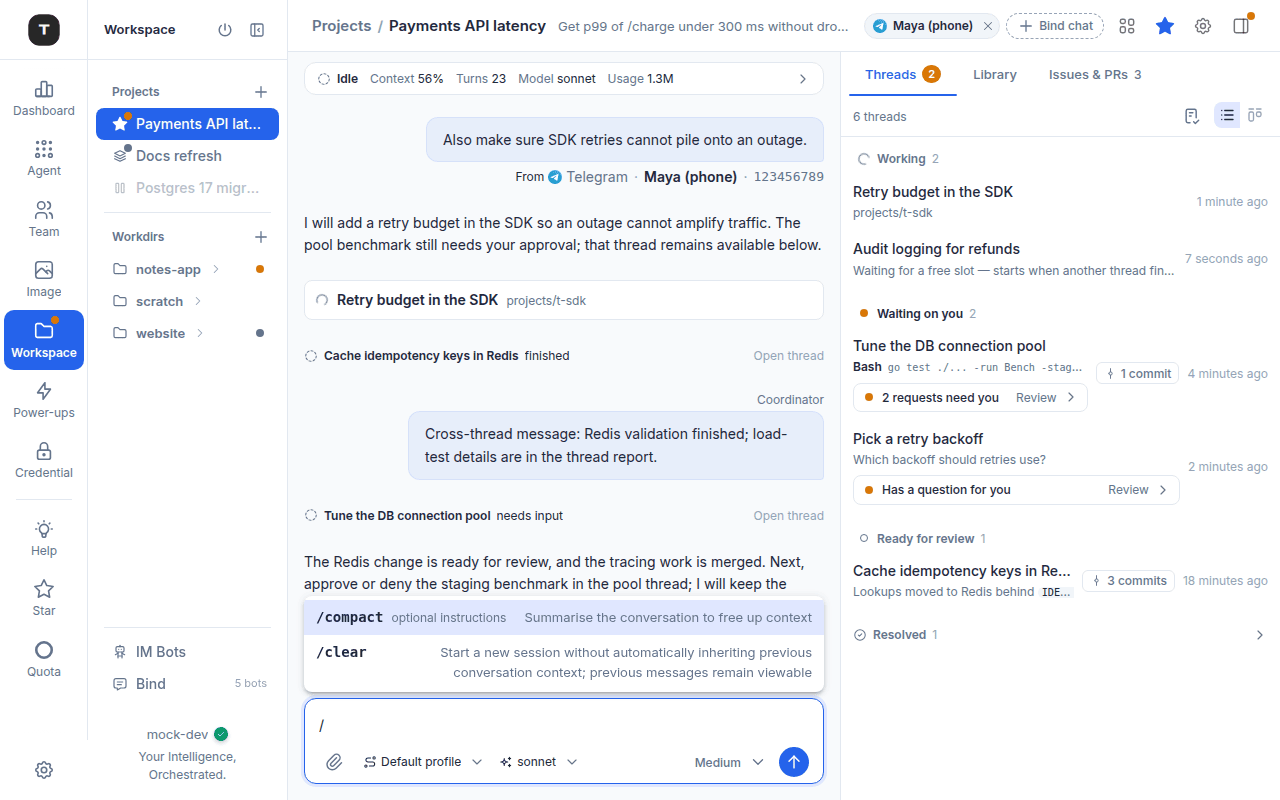 T
Workspace
Dashboard
Agent
Team
Image
Workspace
Power-ups
Credential
Help
Star
Quota
Projects
Payments API lat...
Docs refresh
Postgres 17 migr...
Workdirs
notes-app
scratch
website
IM Bots
Bind 5 bots
mock-dev
Your Intelligence,
Orchestrated.
Projects / Payments API latency Get p99 of /charge under 300 ms without dro... Maya (phone) Bind chat
Idle Context 56% Turns 23 Model sonnet Usage 1.3M
Also make sure SDK retries cannot pile onto an outage.
From Telegram · Maya (phone) · 123456789
I will add a retry budget in the SDK so an outage cannot amplify traffic. The
pool benchmark still needs your approval; that thread remains available below.
Retry budget in the SDK projects/t-sdk
Cache idempotency keys in Redis finished Open thread
Coordinator
Cross-thread message: Redis validation finished; load-
test details are in the thread report.
Tune the DB connection pool needs input Open thread
The Redis change is ready for review, and the tracing work is merged. Next,
approve or deny the staging benchmark in the pool thread; I will keep the
/compact optional instructions Summarise the conversation to free up context
/clear Start a new session without automatically inheriting previous
conversation context; previous messages remain viewable
/
Default profile sonnet Medium
Threads 2 Library Issues & PRs 3
6 threads
Working 2
Retry budget in the SDK
projects/t-sdk 1 minute ago
Audit logging for refunds
Waiting for a free slot — starts when another thread fin... 7 seconds ago
Waiting on you 2
Tune the DB connection pool
Bash go test ./... -run Bench -stag... 1 commit 4 minutes ago
2 requests need you Review
Pick a retry backoff
Which backoff should retries use? 2 minutes ago
Has a question for you Review
Ready for review 1
Cache idempotency keys in Re... 3 commits 18 minutes ago
Lookups moved to Redis behind IDE...
Resolved 1